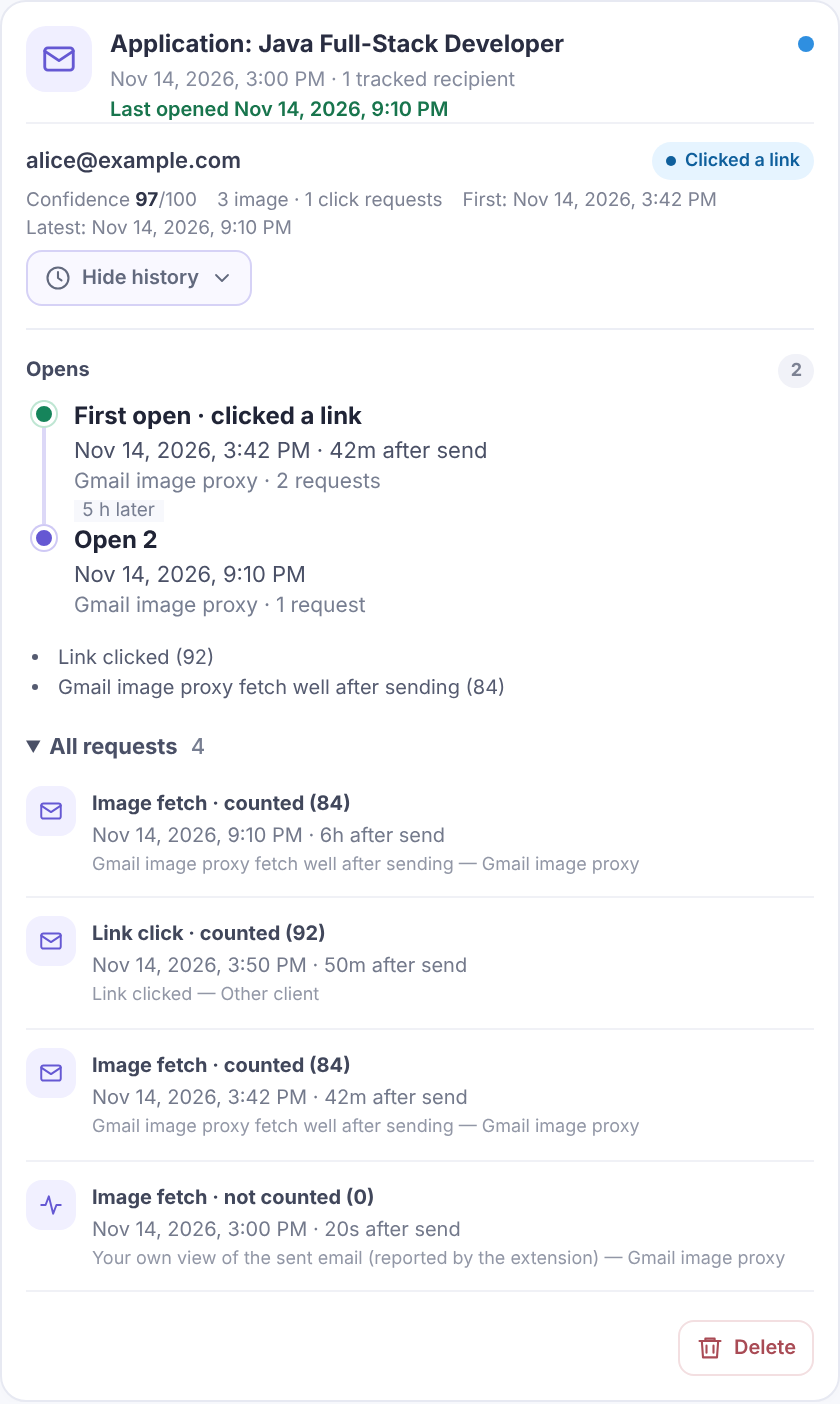 Application: Java Full-Stack Developer
Nov 14, 2026, 3:00 PM · 1 tracked recipient
Last opened Nov 14, 2026, 9:10 PM
alice@example.com
Clicked a link
Confidence 97/100 3 image · 1 click requests First: Nov 14, 2026, 3:42 PM
Latest: Nov 14, 2026, 9:10 PM
Hide history
Opens
2
First open · clicked a link
Nov 14, 2026, 3:42 PM · 42m after send
Gmail image proxy · 2 requests
5 h later
Open 2
Nov 14, 2026, 9:10 PM
Gmail image proxy · 1 request
• Link clicked (92)
• Gmail image proxy fetch well after sending (84)
▼ All requests 4
Image fetch · counted (84)
Nov 14, 2026, 9:10 PM · 6h after send
Gmail image proxy fetch well after sending — Gmail image proxy
Link click · counted (92)
Nov 14, 2026, 3:50 PM · 50m after send
Link clicked — Other client
Image fetch · counted (84)
Nov 14, 2026, 3:42 PM · 42m after send
Gmail image proxy fetch well after sending — Gmail image proxy
Image fetch · not counted (0)
Nov 14, 2026, 3:00 PM · 20s after send
Your own view of the sent email (reported by the extension) — Gmail image proxy
Delete